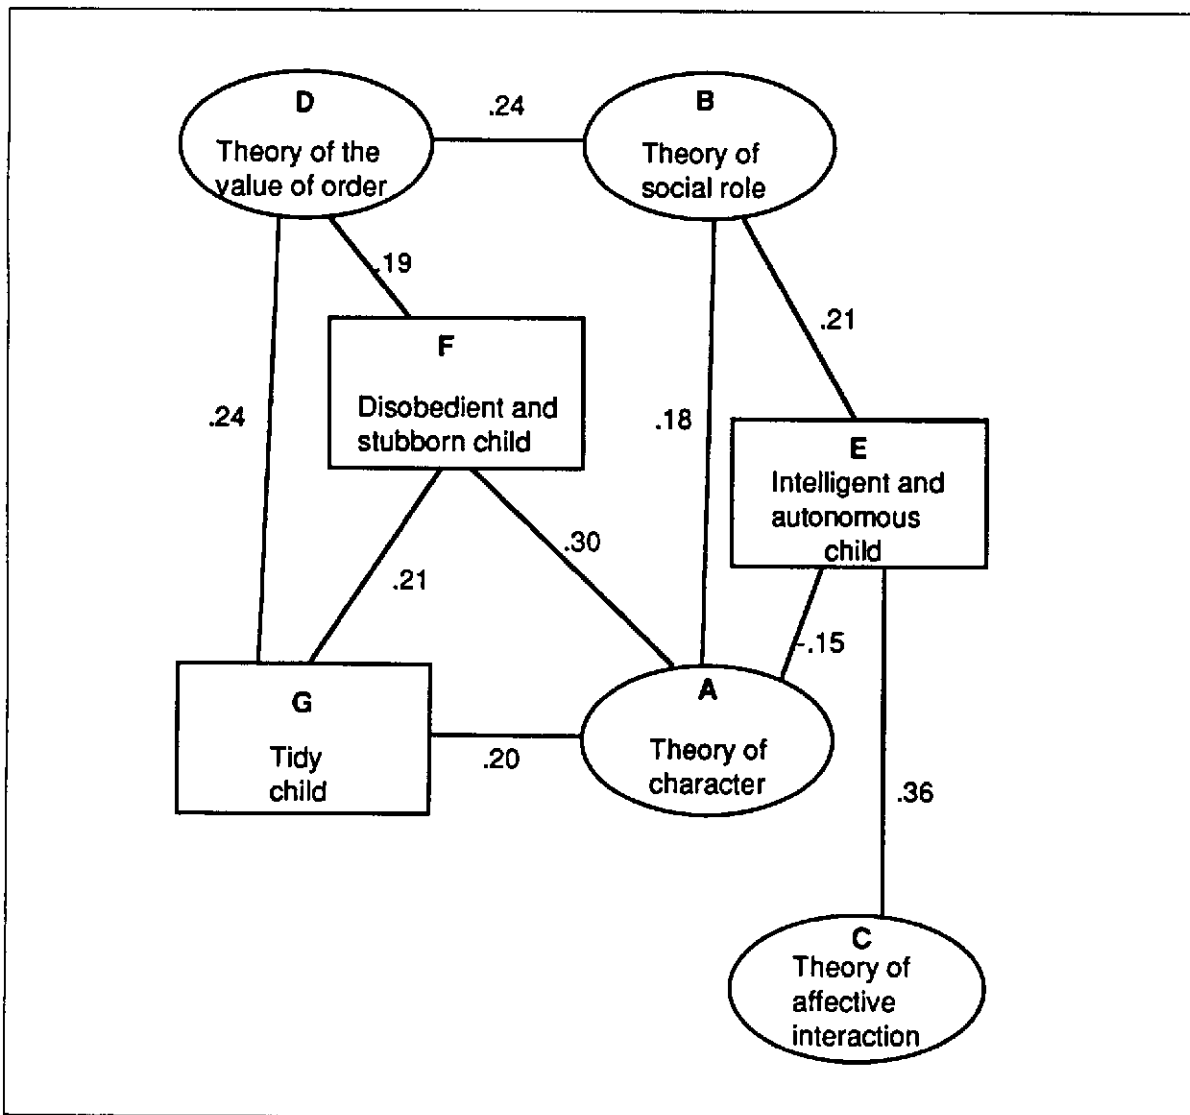 D
Theory of the
value of order
.24
B
Theory of
social role
.19
.21
F
Disobedient and
stubborn child
.24
.18
E
Intelligent and
autonomous
child
.30
.21
-.15
G
Tidy
child
.20
A
Theory of
character
.36
C
Theory of
affective
interaction